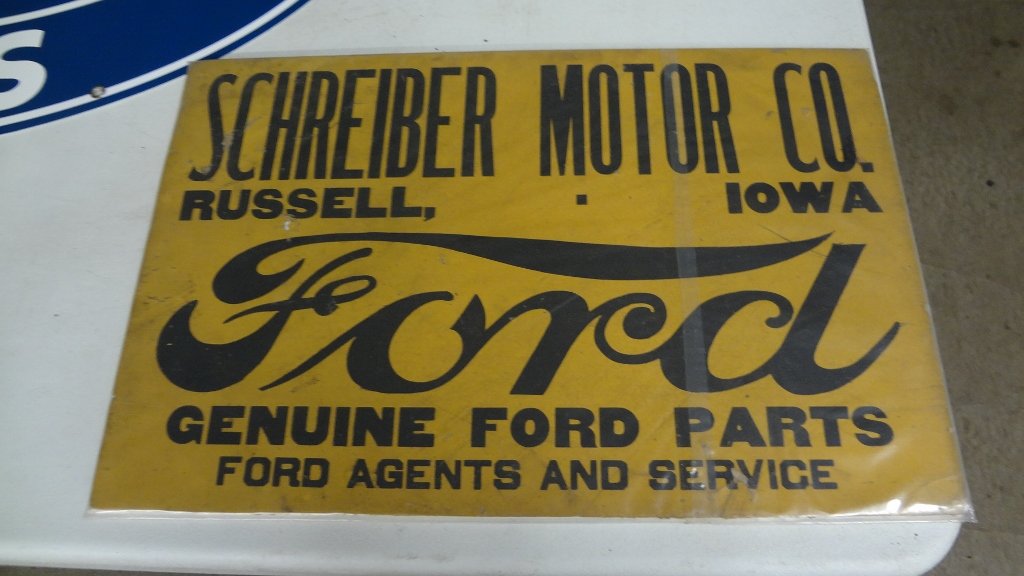 S
SCHREIBER MOTOR CO.
RUSSELL, . IOWA
Ford
GENUINE FORD PARTS
FORD AGENTS AND SERVICE